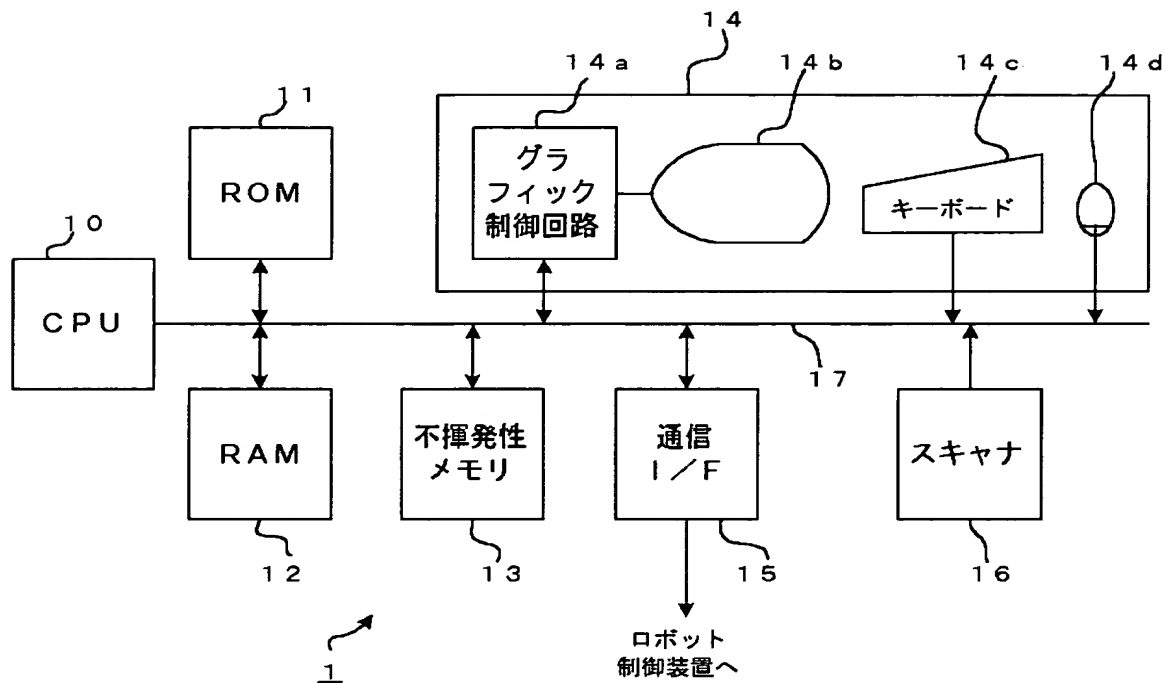 14
14a
14b
14c
14d
11
グラ
フィック
制御回路
ROM
キーボード
10
CPU
17
RAM
不揮発性
メモリ
通信
I/F
スキャナ
12
13
15
16
ロボット
制御装置へ
1